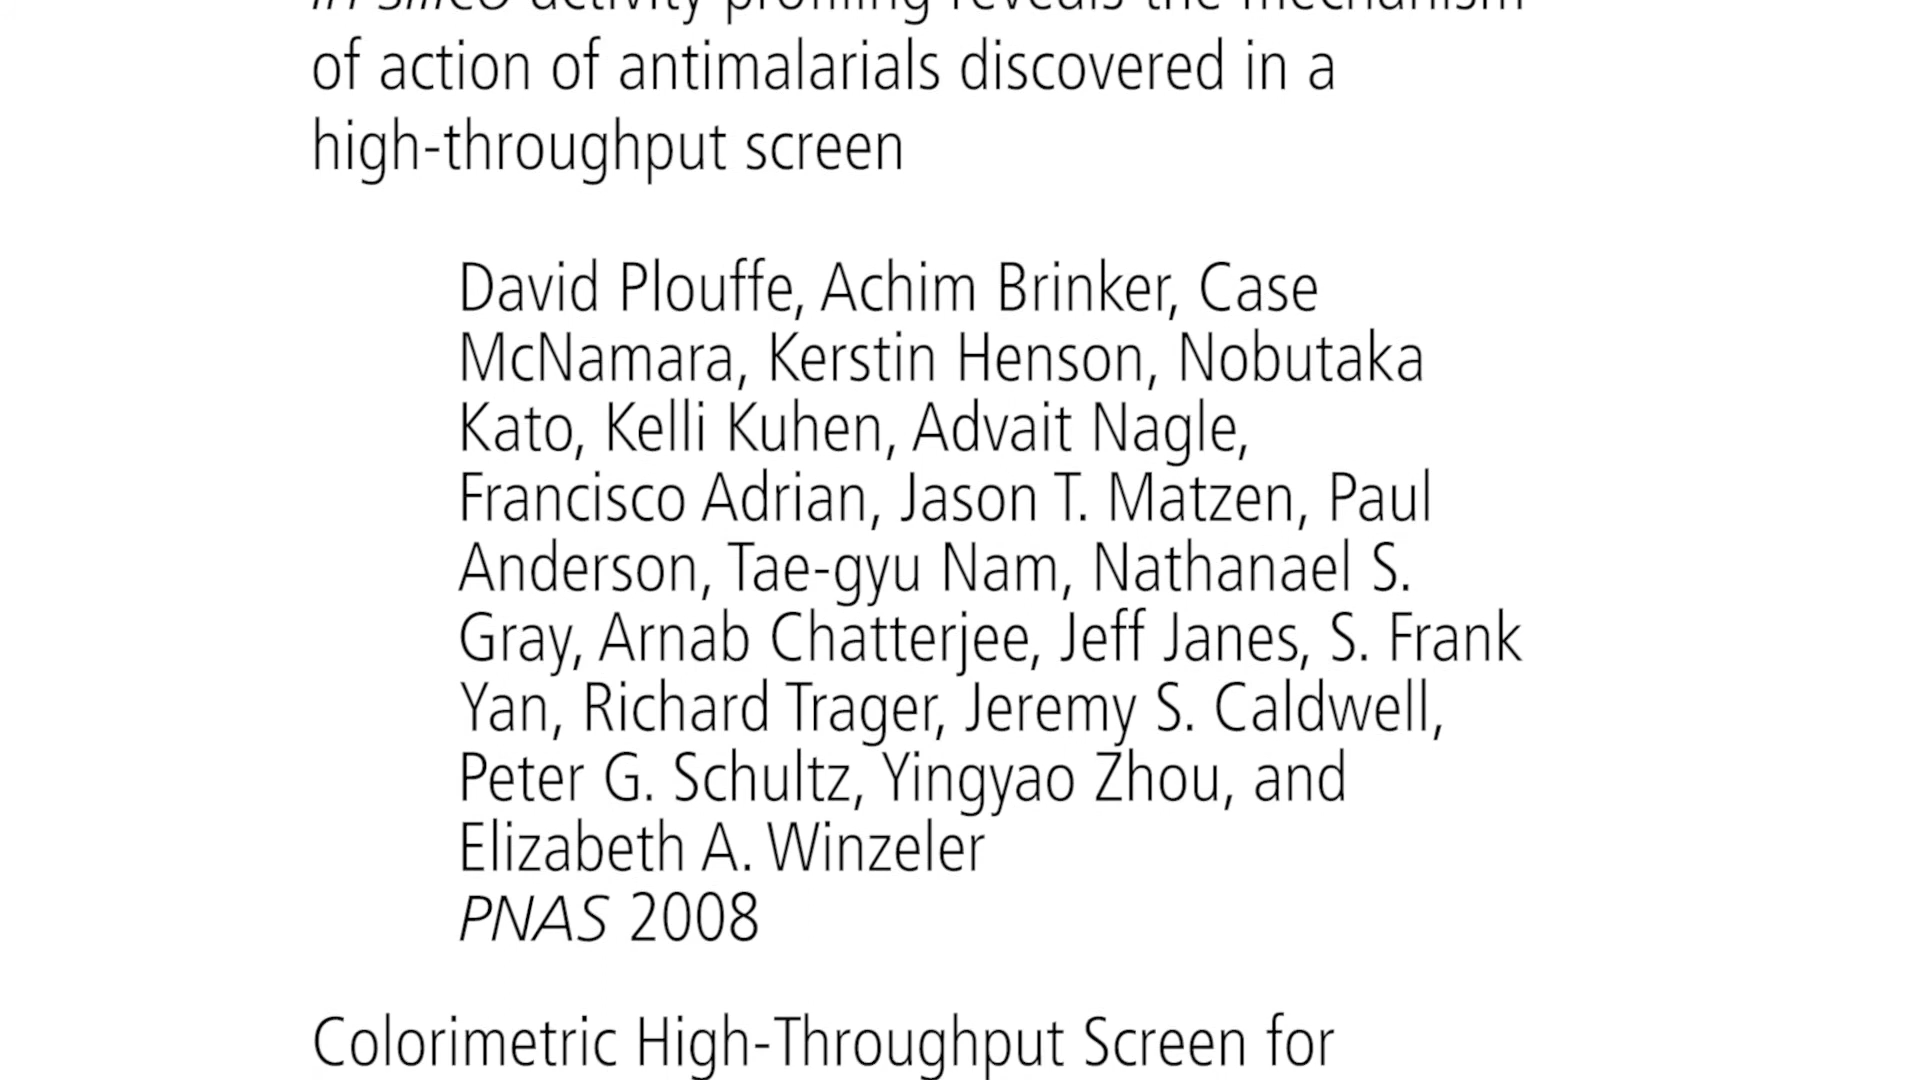 In silico activity profiling reveals the mechanism
of action of antimalarials discovered in a
high-throughput screen
David Plouffe, Achim Brinker, Case
McNamara, Kerstin Henson, Nobutaka
Kato, Kelli Kuhen, Advait Nagle,
Francisco Adrian, Jason T. Matzen, Paul
Anderson, Tae-gyu Nam, Nathanael S.
Gray, Arnab Chatterjee, Jeff Janes, S. Frank
Yan, Richard Trager, Jeremy S. Caldwell,
Peter G. Schultz, Yingyao Zhou, and
Elizabeth A. Winzeler
PNAS 2008
Colorimetric High-Throughput Screen for